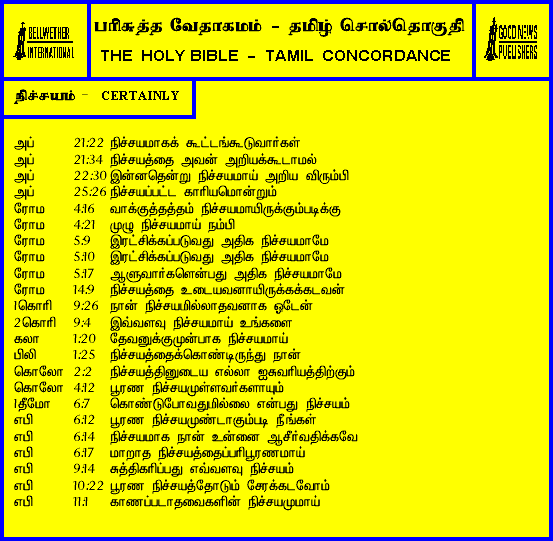 BELLWETHER
INTERNATIONAL
பரிசுத்த வேதாகமம் - தமிழ் சொல்தொகுதி
THE HOLY BIBLE - TAMIL CONCORDANCE
GOOD NEWS
PUBLISHERS
நிச்சயம் - CERTAINLY
அப் 21:22 நிச்சயமாகக் கூட்டங்கூடுவார்கள்
அப் 21:34 நிச்சயத்தை அவன் அறியக்கூடாமல்
அப் 22:30 இன்னதென்று நிச்சயமாய் அறிய விரும்பி
அப் 25:26 நிச்சயப்பட்ட காரியமொன்றும்
ரோம 4:16 வாக்குத்தத்தம் நிச்சயமாயிருக்கும்படிக்கு
ரோம 4:21 முழு நிச்சயமாய் நம்பி
ரோம 5:9 இரட்சிக்கப்படுவது அதிக நிச்சயமாமே
ரோம 5:10 இரட்சிக்கப்படுவது அதிக நிச்சயமாமே
ரோம 5:17 ஆளுவார்களென்பது அதிக நிச்சயமாமே
ரோம 14:9 நிச்சயத்தை உடையவனாயிருக்கக்கடவன்
1கொரி 9:26 நான் நிச்சயமில்லாதவனாக ஓடேன்
2கொரி 9:4 இவ்வளவு நிச்சயமாய் உங்களை
கலா 1:20 தேவனுக்குமுன்பாக நிச்சயமாய்
பிலி 1:25 நிச்சயத்தைக்கொண்டிருந்து நான்
கொலோ 2:2 நிச்சயத்தினுடைய எல்லா ஐசுவரியத்திற்கும்
கொலோ 4:12 பூரண நிச்சயமுள்ளவர்களாயும்
1தீமோ 6:7 கொண்டுபோவதுமில்லை என்பது நிச்சயம்
எபி 6:12 பூரண நிச்சயமுண்டாகும்படி நீங்கள்
எபி 6:14 நிச்சயமாக நான் உன்னை ஆசீர்வதிக்கவே
எபி 6:17 மாறாத நிச்சயத்தைப்பரிபூரணமாய்
எபி 9:14 சுத்திகரிப்பது எவ்வளவு நிச்சயம்
எபி 10:22 பூரண நிச்சயத்தோடும் சேரக்கடவோம்
எபி 11:1 காணப்படாதவைகளின் நிச்சயமுமாய்